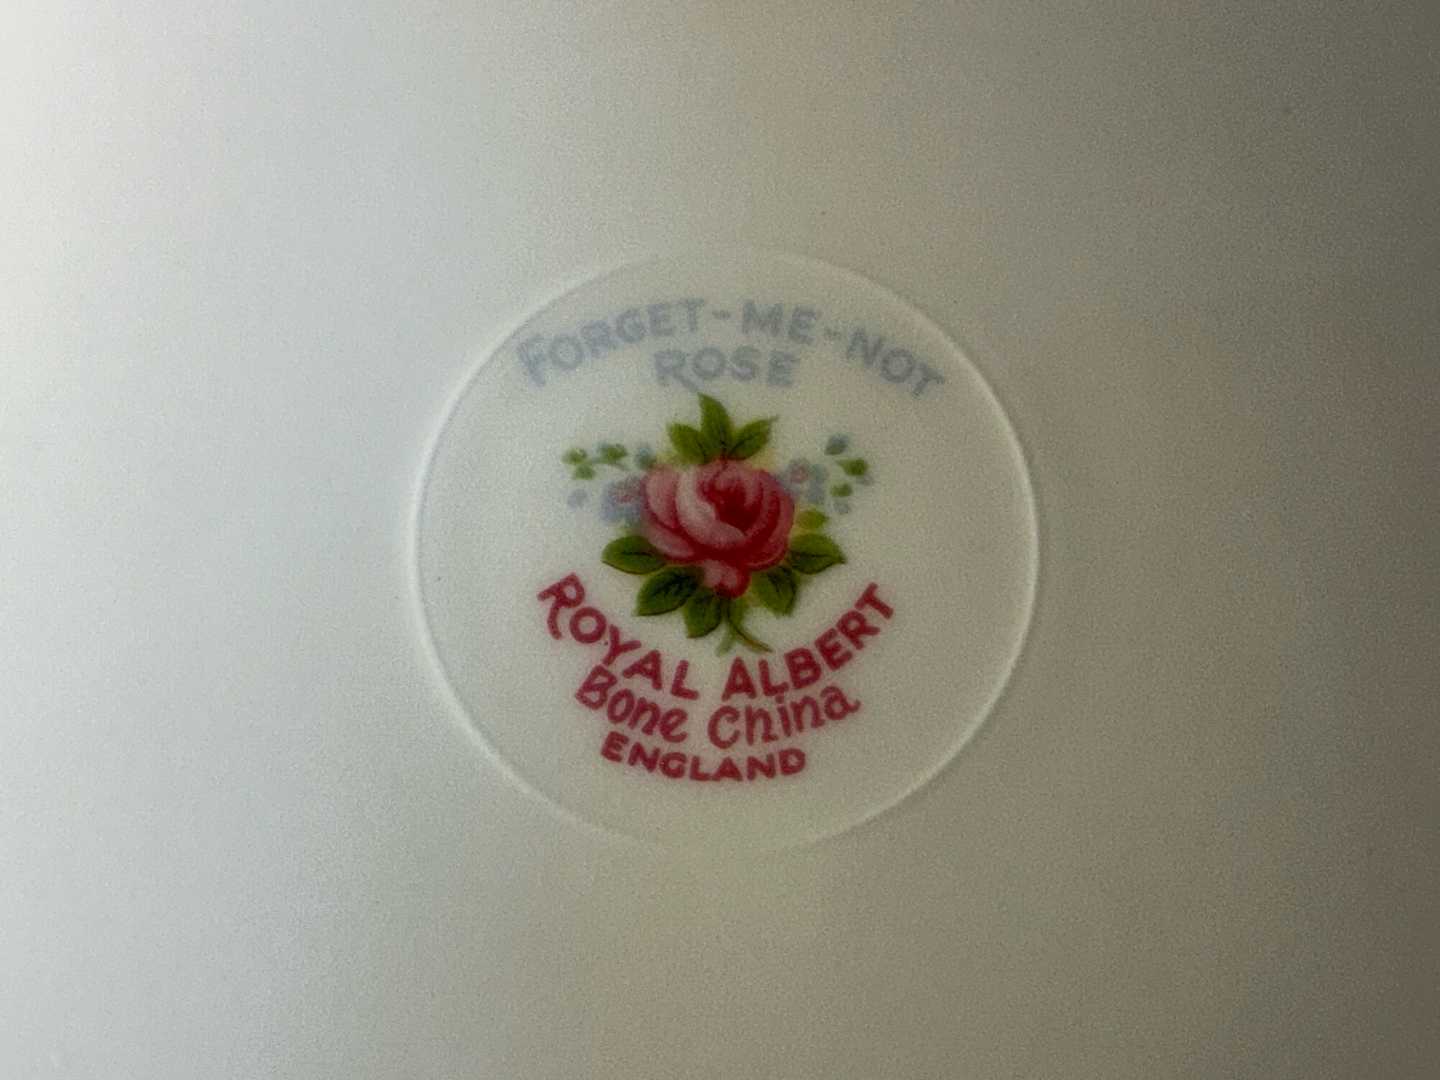 FORGET-ME-NOT
ROSE
ROYAL ALBERT
Bone China
ENGLAND